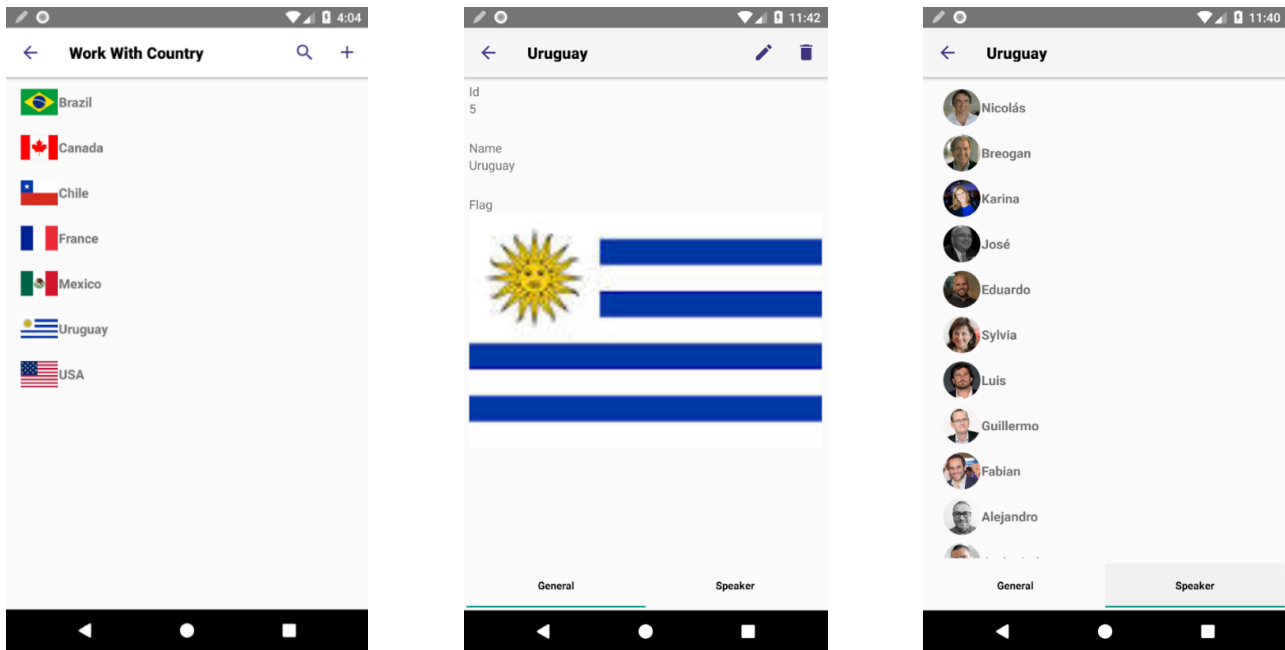 4:04
Work With Country
Brazil
Canada
Chile
France
Mexico
Uruguay
USA
11:42
Uruguay
Id
5
Name
Uruguay
Flag
General Speaker
11:40
Uruguay
Nicolás
Breogan
Karina
José
Eduardo
Sylvia
Luis
Guillermo
Fabian
Alejandro
General Speaker